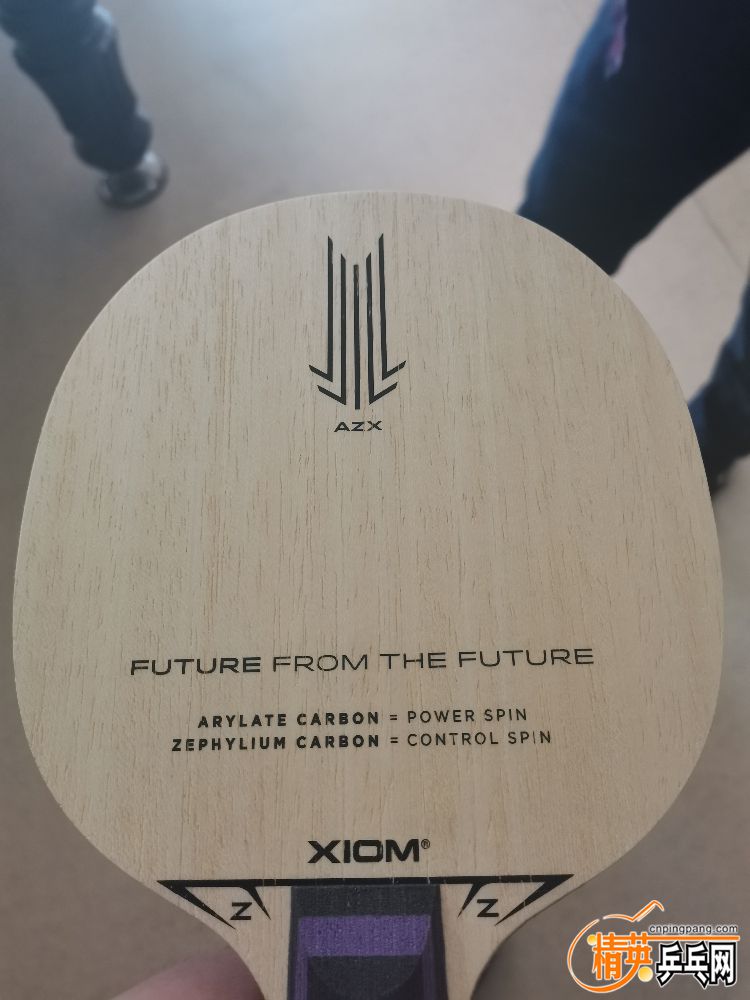 AZX
FUTURE FROM THE FUTURE
ARYLATE CARBON = POWER SPIN
ZEPHYLIUM CARBON = CONTROL SPIN
XIOM®
Z Z
cnpingpang.com
精英乒乓网